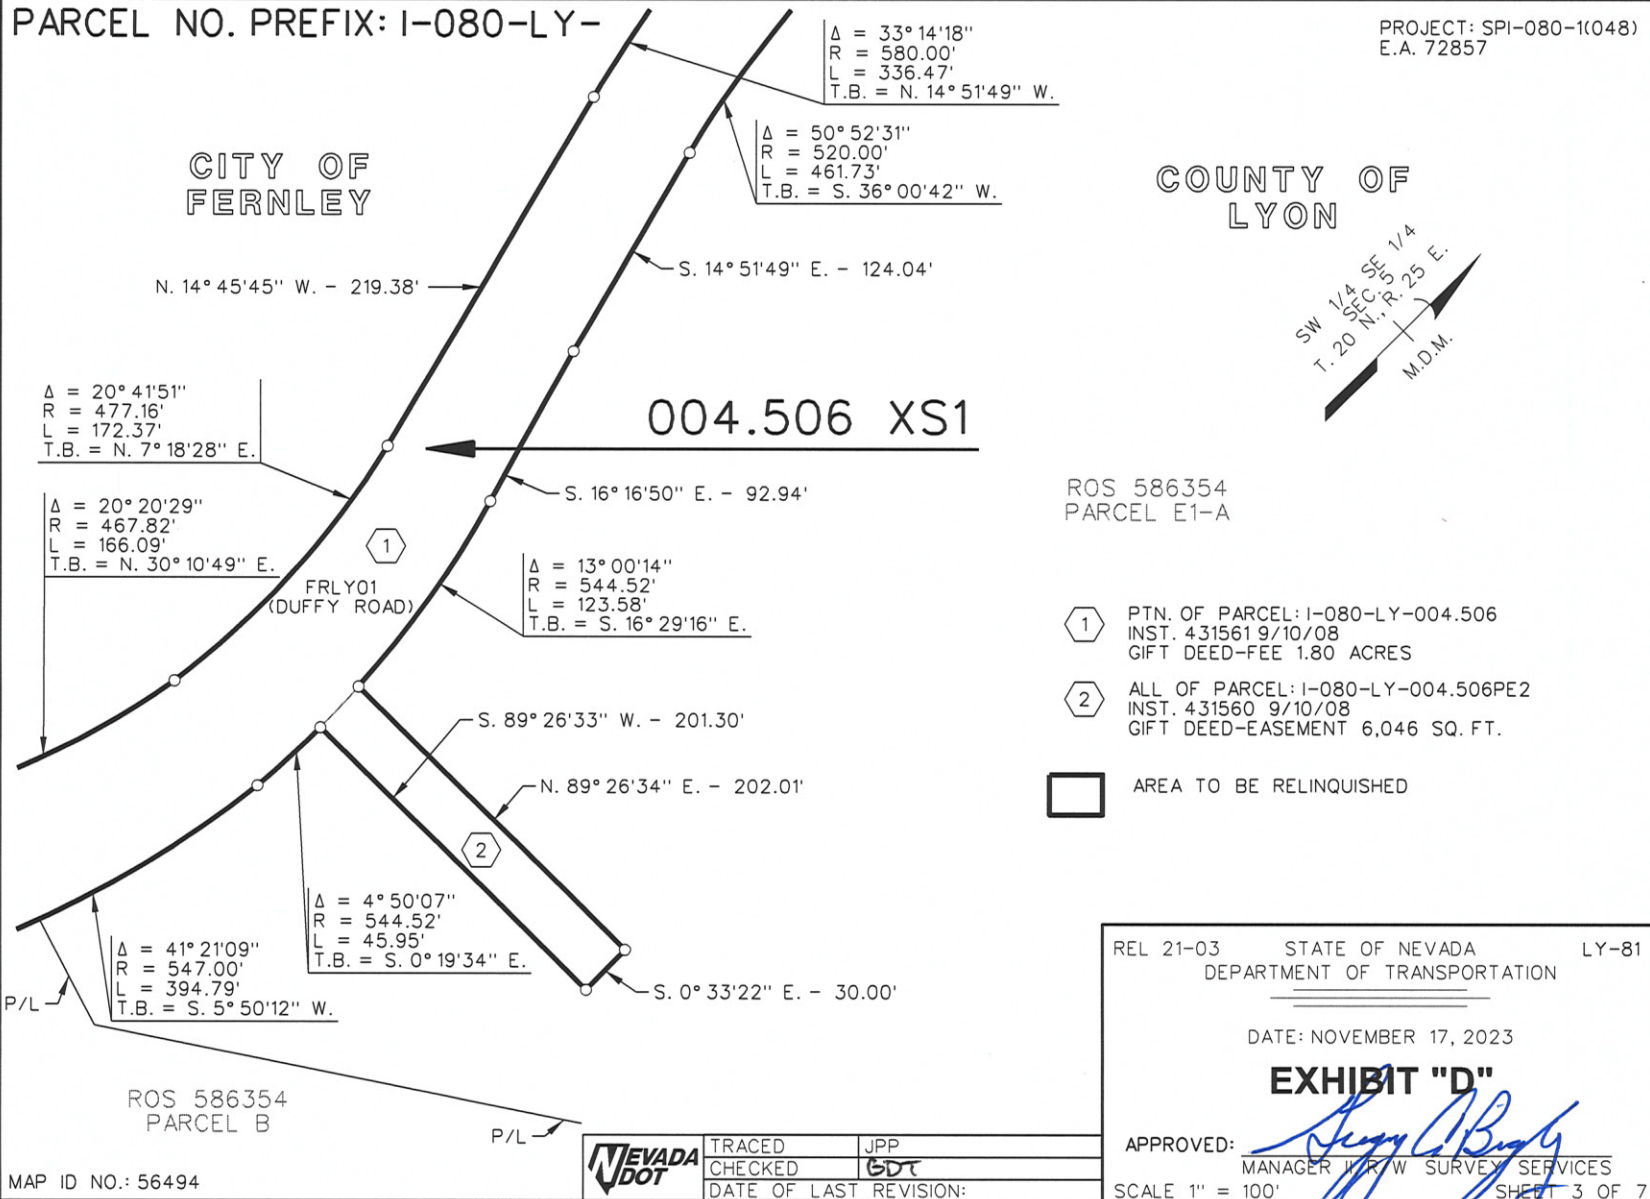 PARCEL NO. PREFIX: I-080-LY-
PROJECT: SPI-080-1(048)
E.A. 72857
Δ = 33°14'18"
R = 580.00'
L = 336.47'
T.B. = N. 14°51'49" W.
Δ = 50°52'31"
R = 520.00'
L = 461.73'
T.B. = S. 36°00'42" W.
CITY OF
FERNLEY
COUNTY OF
LYON
SW 1/4 SE 1/4
SEC. 5
T. 20 N., R. 25 E.
M.D.M.
S. 14°51'49" E. - 124.04'
N. 14°45'45" W. - 219.38'
Δ = 20°41'51"
R = 477.16'
L = 172.37'
T.B. = N. 7°18'28" E.
004.506 XS1
S. 16°16'50" E. - 92.94'
ROS 586354
PARCEL E1-A
Δ = 20°20'29"
R = 467.82'
L = 166.09'
T.B. = N. 30°10'49" E.
1
FRLY01
(DUFFY ROAD)
Δ = 13°00'14"
R = 544.52'
L = 123.58'
T.B. = S. 16°29'16" E.
1
PTN. OF PARCEL: I-080-LY-004.506
INST. 431561 9/10/08
GIFT DEED-FEE 1.80 ACRES
2
ALL OF PARCEL: I-080-LY-004.506PE2
INST. 431560 9/10/08
GIFT DEED-EASEMENT 6,046 SQ. FT.
AREA TO BE RELINQUISHED
S. 89°26'33" W. - 201.30'
N. 89°26'34" E. - 202.01'
2
Δ = 4°50'07"
R = 544.52'
L = 45.95'
T.B. = S. 0°19'34" E.
Δ = 41°21'09"
R = 547.00'
L = 394.79'
T.B. = S. 5°50'12" W.
S. 0°33'22" E. - 30.00'
P/L
ROS 586354
PARCEL B
P/L
MAP ID NO.: 56494
NEVADA
DOT
TRACED JPP
CHECKED GDT
DATE OF LAST REVISION:
REL 21-03 STATE OF NEVADA LY-81
DEPARTMENT OF TRANSPORTATION
DATE: NOVEMBER 17, 2023
EXHIBIT "D"
APPROVED:
MANAGER II, R/W SURVEY SERVICES
SCALE 1" = 100' SHEET 3 OF 7